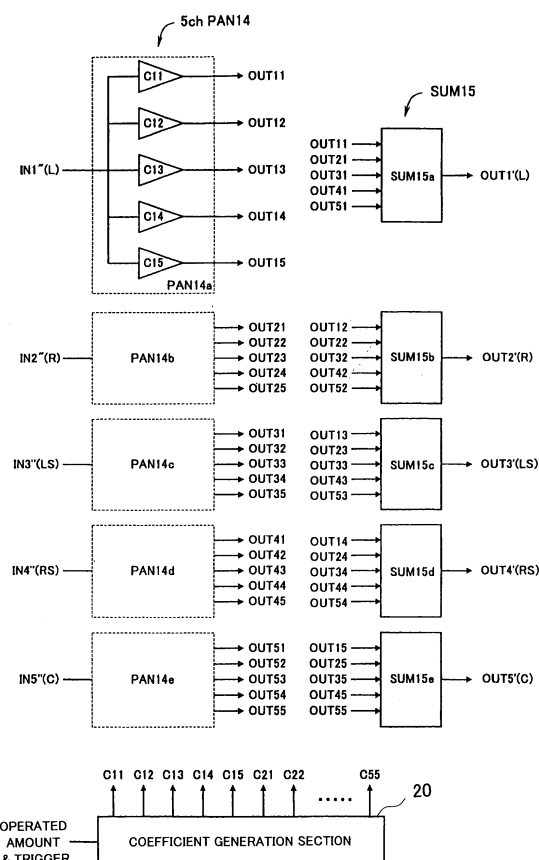 5ch PAN14
C11
OUT11
C12
OUT12
IN1″(L)
C13
OUT13
C14
OUT14
C15
OUT15
PAN14a
SUM15
OUT11
OUT21
OUT31
OUT41
OUT51
SUM15a
OUT1′(L)
IN2″(R)
PAN14b
OUT21
OUT22
OUT23
OUT24
OUT25
OUT12
OUT22
OUT32
OUT42
OUT52
SUM15b
OUT2′(R)
IN3″(LS)
PAN14c
OUT31
OUT32
OUT33
OUT34
OUT35
OUT13
OUT23
OUT33
OUT43
OUT53
SUM15c
OUT3′(LS)
IN4″(RS)
PAN14d
OUT41
OUT42
OUT43
OUT44
OUT45
OUT14
OUT24
OUT34
OUT44
OUT54
SUM15d
OUT4′(RS)
IN5″(C)
PAN14e
OUT51
OUT52
OUT53
OUT54
OUT55
OUT15
OUT25
OUT35
OUT45
OUT55
SUM15e
OUT5′(C)
C11 C12 C13 C14 C15 C21 C22 ..... C55
20
OPERATED
AMOUNT
& TRIGGER
COEFFICIENT GENERATION SECTION